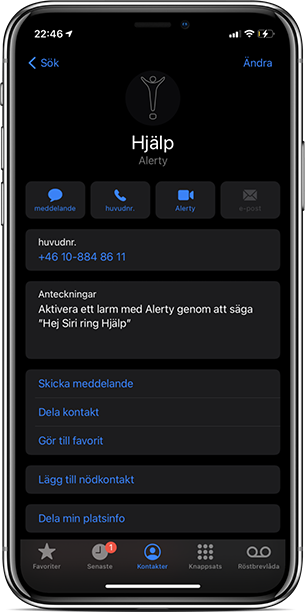 22:46
Sök
Ändra
Hjälp
Alerty
meddelande
huvudnr.
Alerty
e-post
huvudnr.
+46 10-884 86 11
Anteckningar
Aktivera ett larm med Alerty genom att säga
"Hej Siri ring Hjälp"
Skicka meddelande
Dela kontakt
Gör till favorit
Lägg till nödkontakt
Dela min platsinfo
1
Favoriter
Senaste
Kontakter
Knappsats
Röstbrevlåda